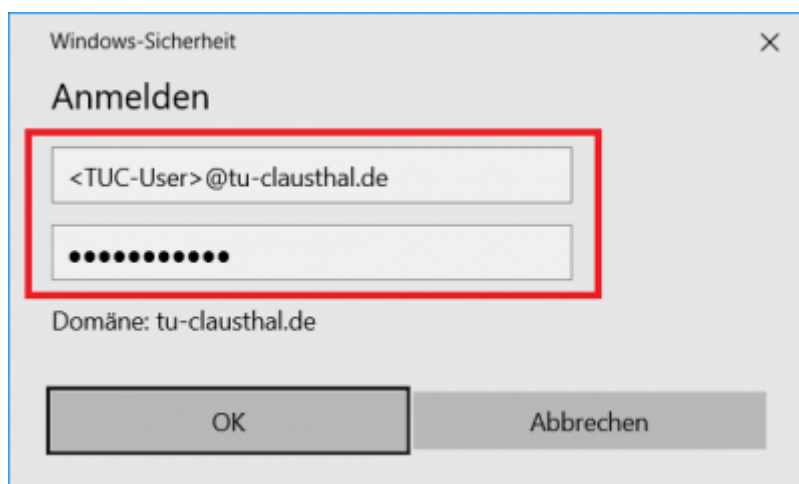 Windows-Sicherheit
Anmelden
<TUC-User>@tu-clausthal.de
●●●●●●●●●●●
Domäne: tu-clausthal.de
OK
Abbrechen